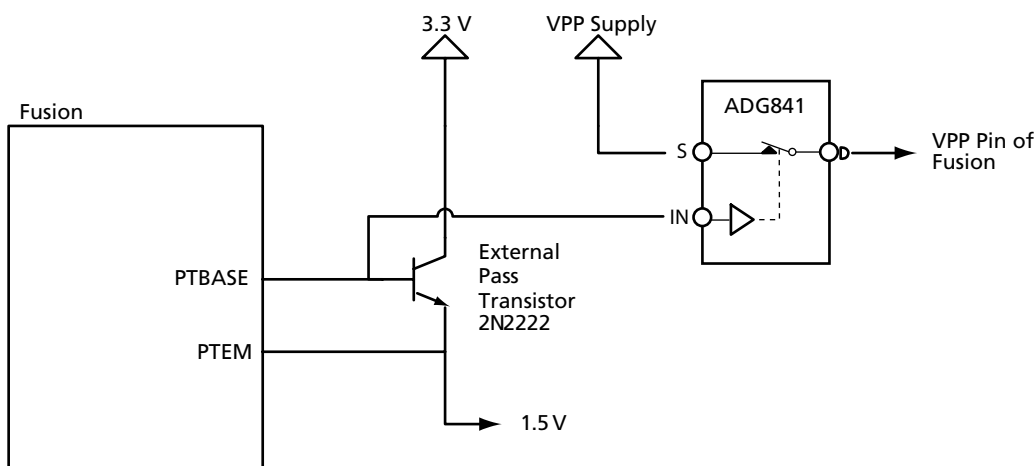 3.3 V
VPP Supply
Fusion
ADG841
S
D
VPP Pin of
Fusion
IN
PTBASE
External
Pass
Transistor
2N2222
PTEM
1.5 V